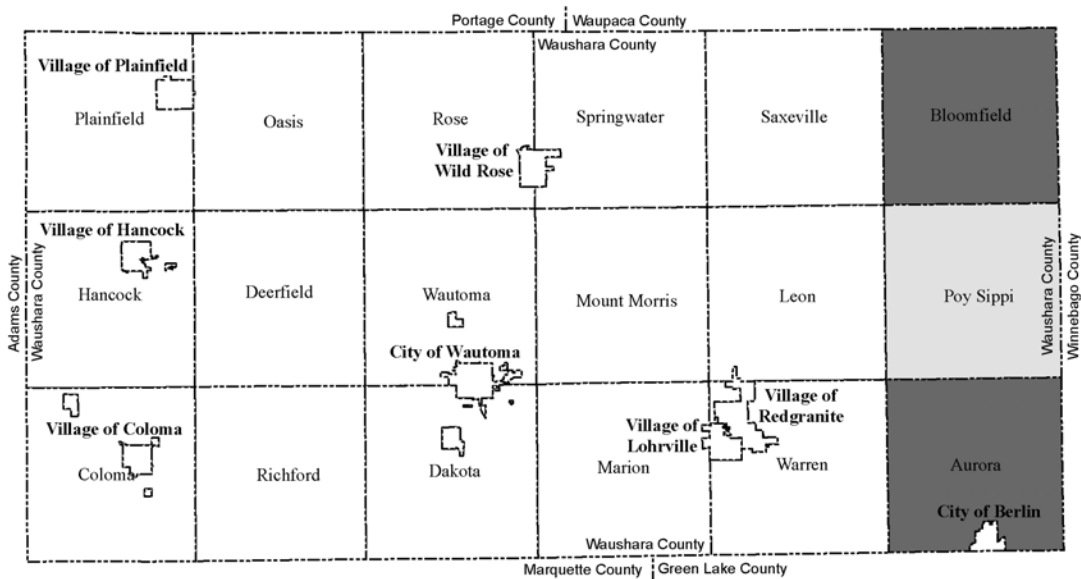 Portage County Waupaca County
Waushara County
Village of Plainfield
Plainfield
Oasis
Rose
Springwater
Saxeville
Bloomfield
Village of
Wild Rose
Adams County
Waushara County
Village of Hancock
Hancock
Deerfield
Wautoma
Mount Morris
Leon
Poy Sippi
Waushara County
Winnebago County
City of Wautoma
Village of Coloma
Coloma
Richford
Dakota
Village of
Lohrville
Marion
Village of
Redgranite
Warren
Aurora
City of Berlin
Waushara County
Marquette County Green Lake County